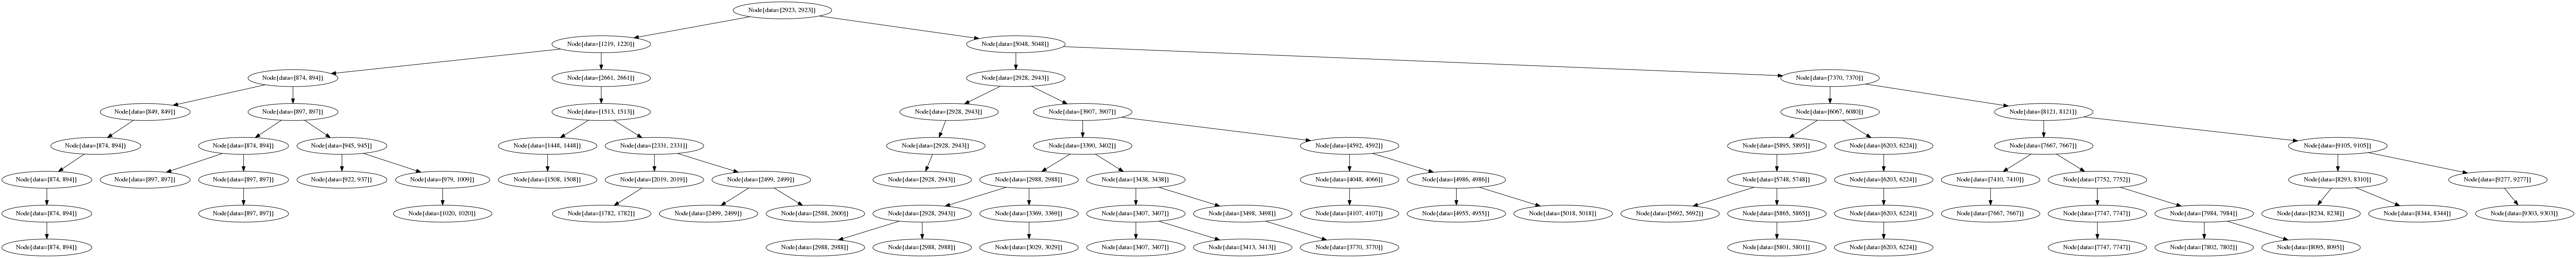 Node{data=[2923, 2923]}
Node{data=[1219, 1220]}
Node{data=[5048, 5048]}
Node{data=[874, 894]}
Node{data=[2661, 2661]}
Node{data=[2928, 2943]}
Node{data=[7370, 7370]}
Node{data=[849, 849]}
Node{data=[897, 897]}
Node{data=[1513, 1513]}
Node{data=[2928, 2943]}
Node{data=[3907, 3907]}
Node{data=[6067, 6080]}
Node{data=[8121, 8121]}
Node{data=[874, 894]}
Node{data=[874, 894]}
Node{data=[945, 945]}
Node{data=[1448, 1448]}
Node{data=[2331, 2331]}
Node{data=[2928, 2943]}
Node{data=[3390, 3402]}
Node{data=[4592, 4592]}
Node{data=[5895, 5895]}
Node{data=[6203, 6224]}
Node{data=[7667, 7667]}
Node{data=[9105, 9105]}
Node{data=[874, 894]}
Node{data=[897, 897]}
Node{data=[897, 897]}
Node{data=[922, 937]}
Node{data=[979, 1009]}
Node{data=[1508, 1508]}
Node{data=[2019, 2019]}
Node{data=[2499, 2499]}
Node{data=[2928, 2943]}
Node{data=[2988, 2988]}
Node{data=[3438, 3438]}
Node{data=[4048, 4066]}
Node{data=[4986, 4986]}
Node{data=[5748, 5748]}
Node{data=[6203, 6224]}
Node{data=[7410, 7410]}
Node{data=[7752, 7752]}
Node{data=[8293, 8310]}
Node{data=[9277, 9277]}
Node{data=[874, 894]}
Node{data=[897, 897]}
Node{data=[1020, 1020]}
Node{data=[1782, 1782]}
Node{data=[2499, 2499]}
Node{data=[2588, 2600]}
Node{data=[2928, 2943]}
Node{data=[3369, 3369]}
Node{data=[3407, 3407]}
Node{data=[3498, 3498]}
Node{data=[4107, 4107]}
Node{data=[4955, 4955]}
Node{data=[5018, 5018]}
Node{data=[5692, 5692]}
Node{data=[5865, 5865]}
Node{data=[6203, 6224]}
Node{data=[7667, 7667]}
Node{data=[7747, 7747]}
Node{data=[7984, 7984]}
Node{data=[8234, 8238]}
Node{data=[8344, 8344]}
Node{data=[9303, 9303]}
Node{data=[874, 894]}
Node{data=[2988, 2988]}
Node{data=[2988, 2988]}
Node{data=[3029, 3029]}
Node{data=[3407, 3407]}
Node{data=[3413, 3413]}
Node{data=[3770, 3770]}
Node{data=[5801, 5801]}
Node{data=[6203, 6224]}
Node{data=[7747, 7747]}
Node{data=[7802, 7802]}
Node{data=[8095, 8095]}